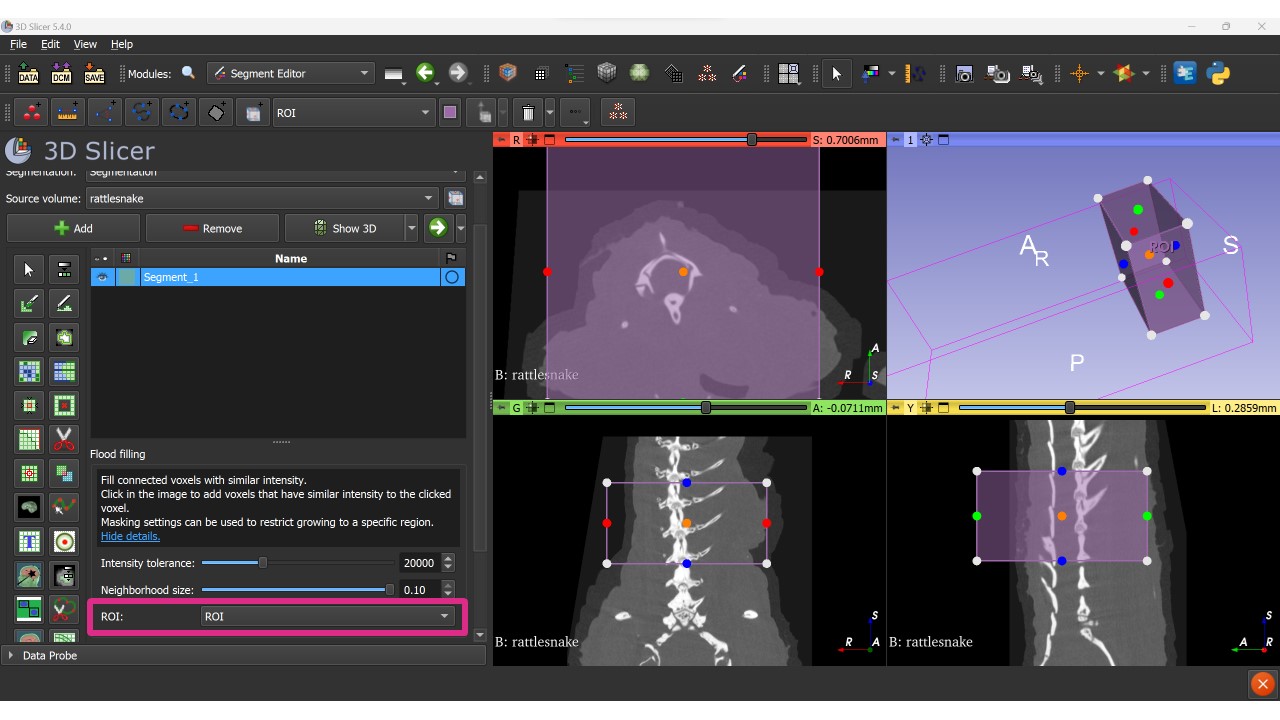 3D Slicer 5.4.0
File Edit View Help
DATA DCM SAVE Modules: Segment Editor
ROI
3D Slicer
Segmentation: Segmentation
Source volume: rattlesnake
Add Remove Show 3D
Name
Segment_1
Flood filling
Fill connected voxels with similar intensity.
Click in the image to add voxels that have similar intensity to the clicked
voxel.
Masking settings can be used to restrict growing to a specific region.
Hide details.
Intensity tolerance: 20000
Neighborhood size: 0.10
ROI: ROI
Data Probe
R S: 0.7006mm
B: rattlesnake
A
R S
1
A R ROI S
P
G A: -0.0711mm
B: rattlesnake
S
R A
Y L: 0.2859mm
B: rattlesnake
S
A R